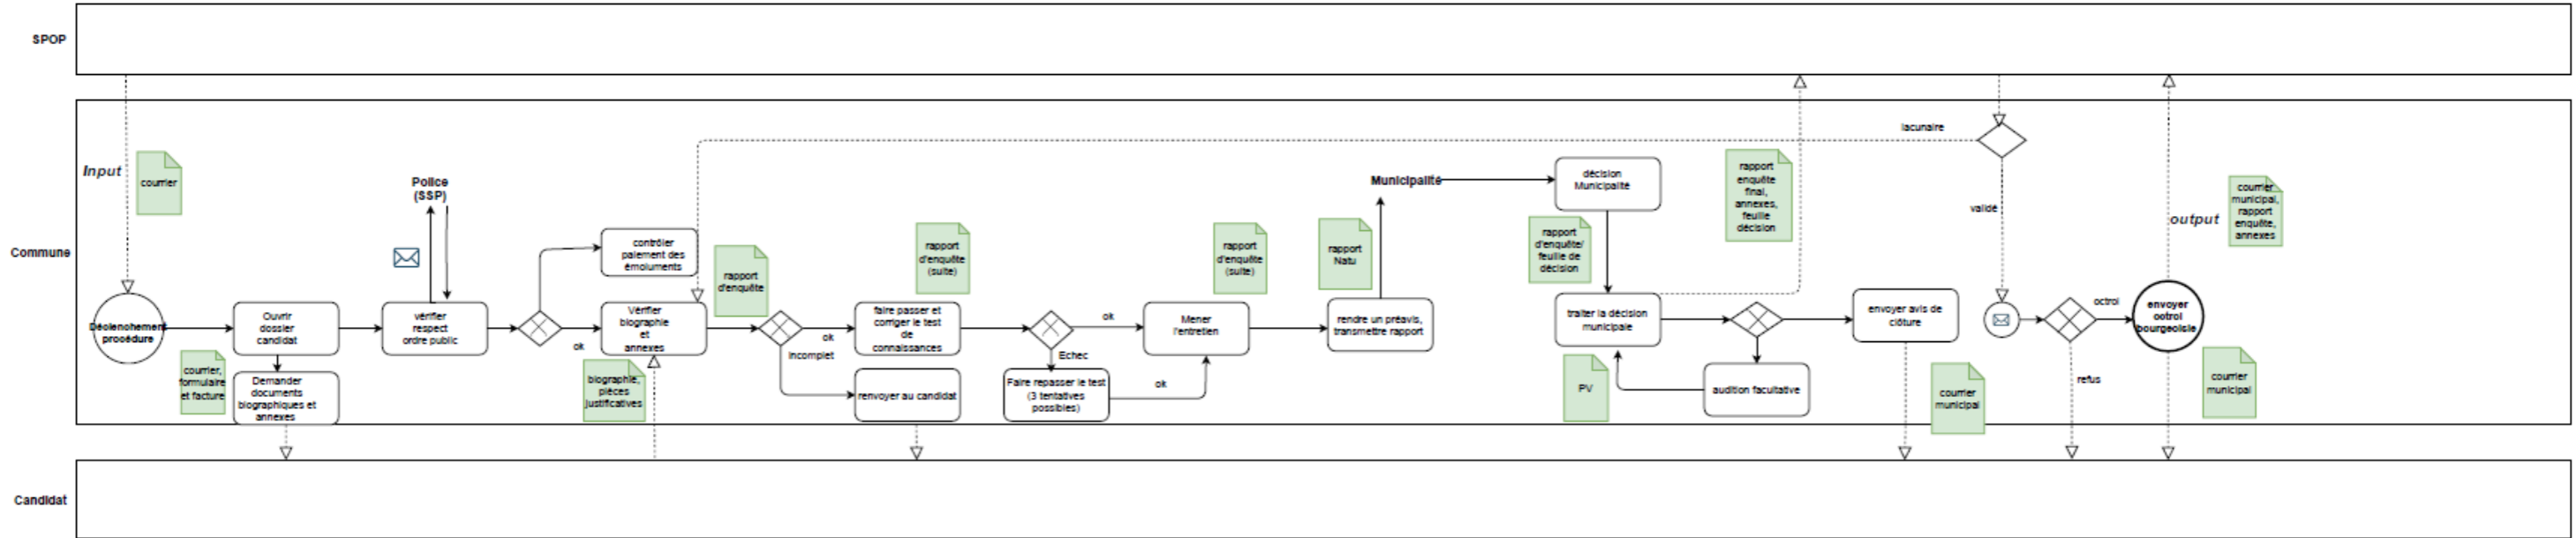 SPOP
Commune
Candidat
Input
courrier
Déclenchement
procédure
courrier,
formulaire
et facture
Ouvrir
dossier
candidat
Demander
documents
biographiques et
annexes
Police
(SSP)
vérifier
respect
ordre public
ok
contrôler
paiement des
émoluments
Vérifier
biographie
et
annexes
biographie,
pièces
justificatives
rapport
d'enquête
ok
incomplet
faire passer et
corriger le test
de
connaissances
renvoyer au candidat
rapport
d'enquête
(suite)
ok
Echec
Faire repasser le test
(3 tentatives
possibles)
ok
Mener
l'entretien
rapport
d'enquête
(suite)
rapport
Natu
rendre un préavis,
transmettre rapport
Municipalité
décision
Municipalité
rapport
d'enquête/
feuille de
décision
traiter la décision
municipale
PV
rapport
enquête
final,
annexes,
feuille
décision
audition facultative
envoyer avis de
clôture
courrier
municipal
lacunaire
validé
octroi
refus
envoyer
octroi
bourgeoisie
output
courrier
municipal,
rapport
enquête,
annexes
courrier
municipal